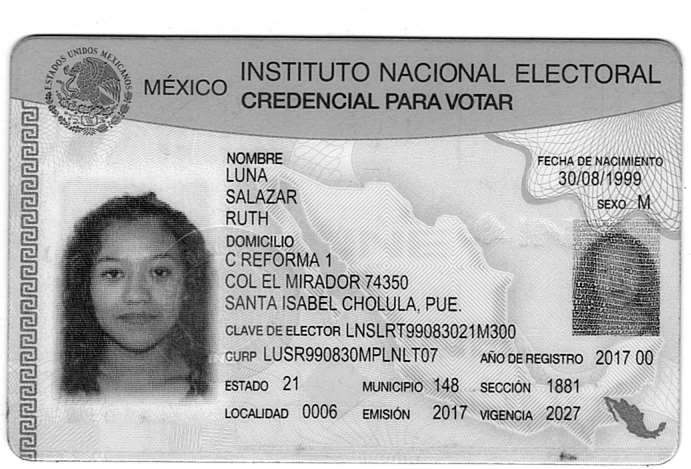 ESTADOS UNIDOS MEXICANOS
MÉXICO INSTITUTO NACIONAL ELECTORAL
CREDENCIAL PARA VOTAR
NOMBRE
LUNA
SALAZAR
RUTH
FECHA DE NACIMIENTO
30/08/1999
SEXO M
DOMICILIO
C REFORMA 1
COL EL MIRADOR 74350
SANTA ISABEL CHOLULA, PUE.
CLAVE DE ELECTOR LNSLRT99083021M300
CURP LUSR990830MPLNLT07 AÑO DE REGISTRO 2017 00
ESTADO 21 MUNICIPIO 148 SECCIÓN 1881
LOCALIDAD 0006 EMISIÓN 2017 VIGENCIA 2027